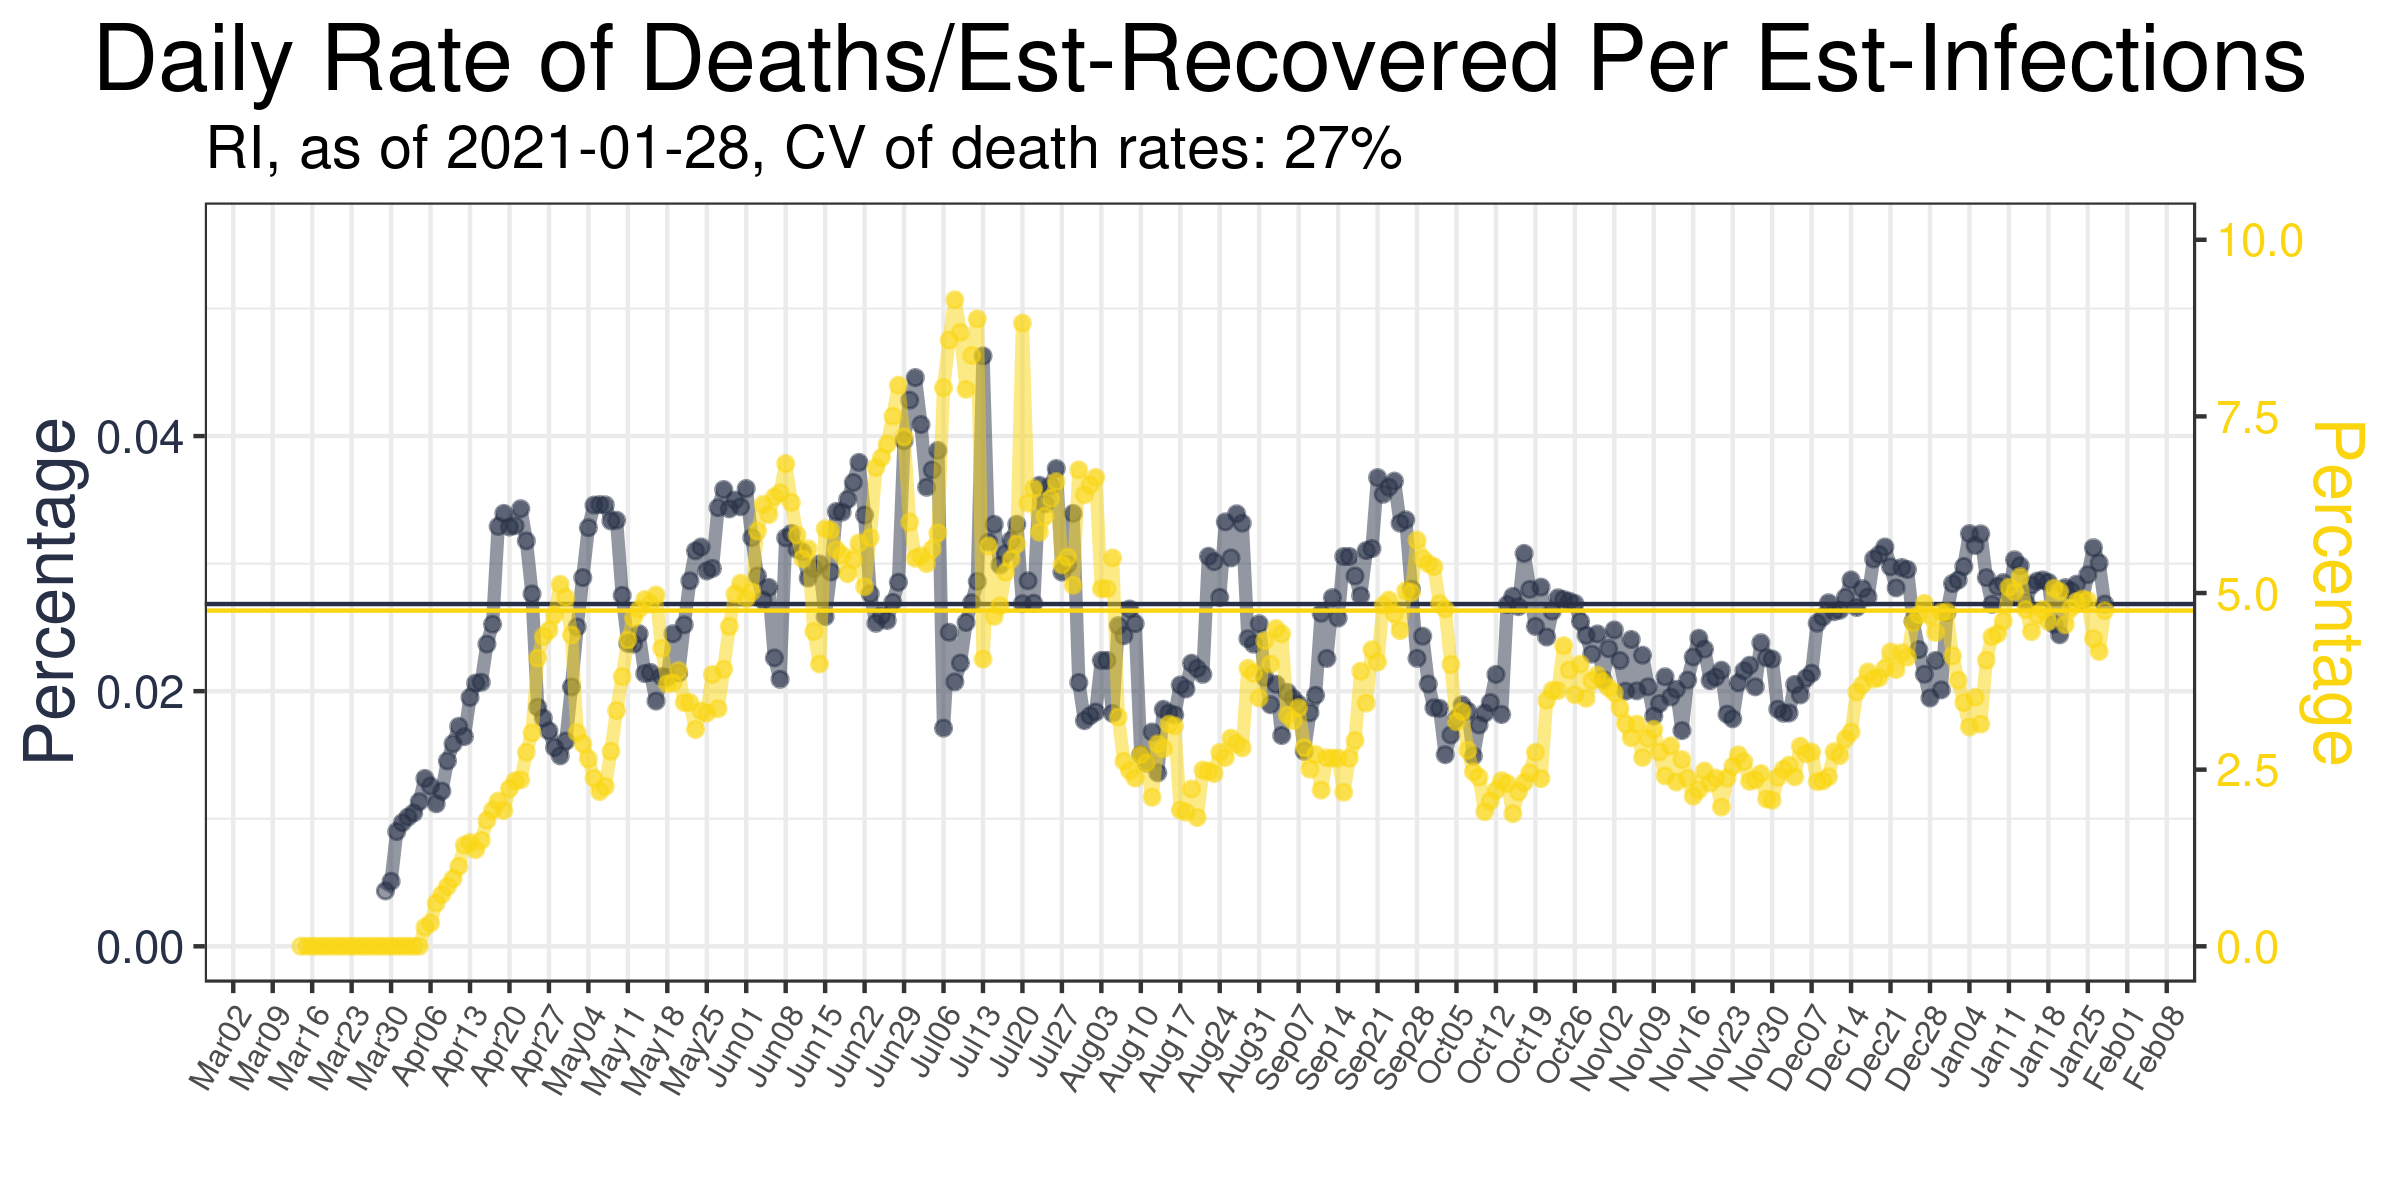 Daily Rate of Deaths/Est-Recovered Per Est-Infections
RI, as of 2021-01-28, CV of death rates: 27%
Percentage
0.04
0.02
0.00
10.0
7.5
5.0
2.5
0.0
Percentage
Mar02
Mar09
Mar16
Mar23
Mar30
Apr06
Apr13
Apr20
Apr27
May04
May11
May18
May25
Jun01
Jun08
Jun15
Jun22
Jun29
Jul06
Jul13
Jul20
Jul27
Aug03
Aug10
Aug17
Aug24
Aug31
Sep07
Sep14
Sep21
Sep28
Oct05
Oct12
Oct19
Oct26
Nov02
Nov09
Nov16
Nov23
Nov30
Dec07
Dec14
Dec21
Dec28
Jan04
Jan11
Jan18
Jan25
Feb01
Feb08